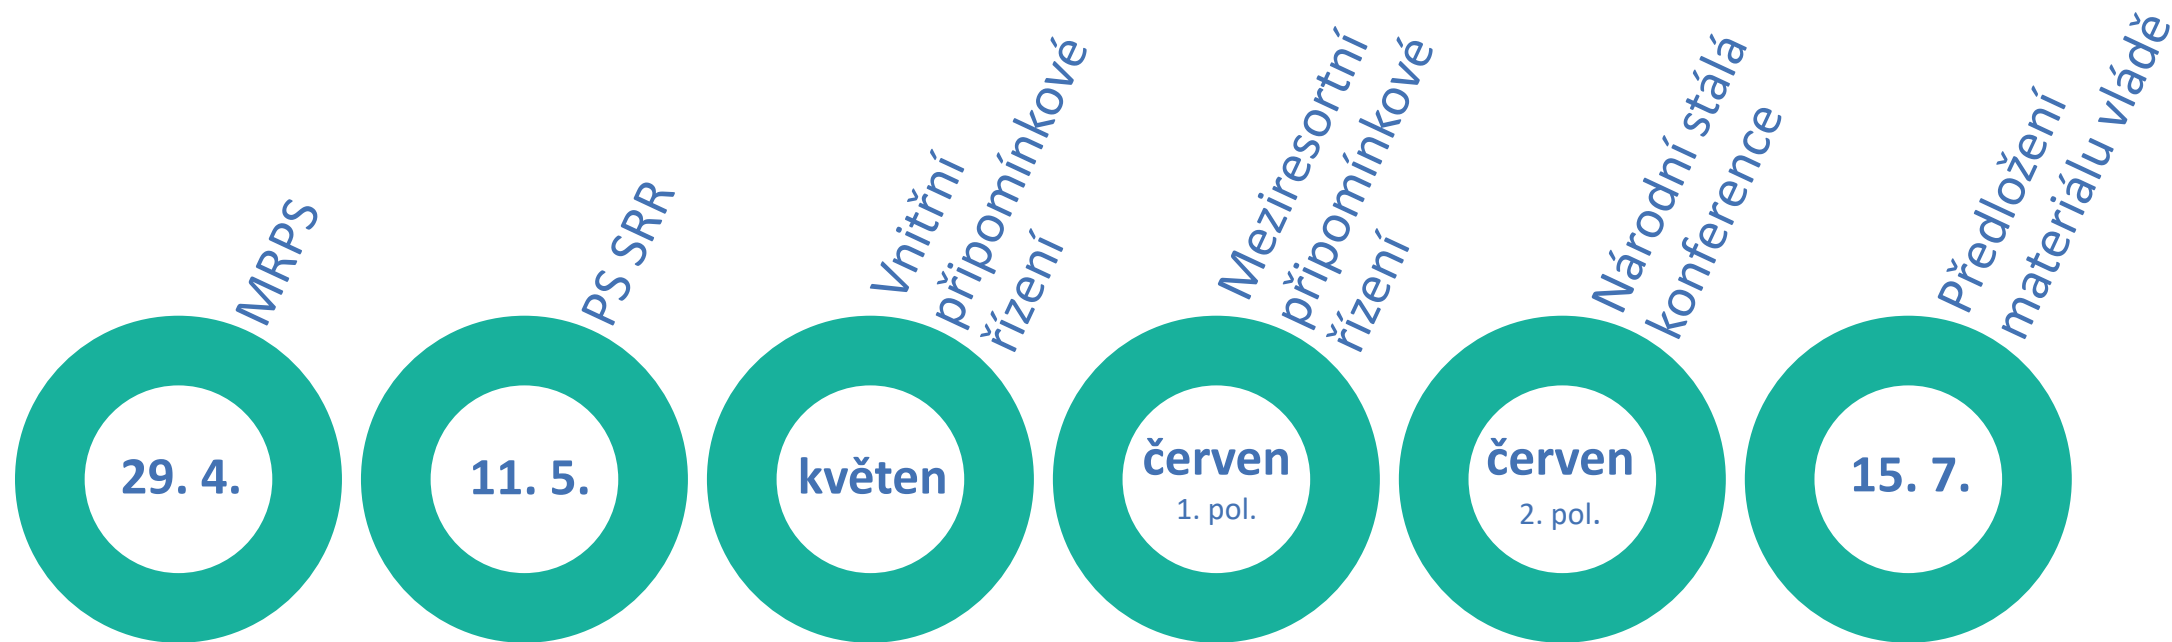 MRPS
29. 4.
PS SRR
11. 5.
Vnitřní
připomínkové
řízení
květen
Meziresortní
připomínkové
řízení
červen
1. pol.
Národní stálá
konference
červen
2. pol.
Předložení
materiálu vládě
15. 7.